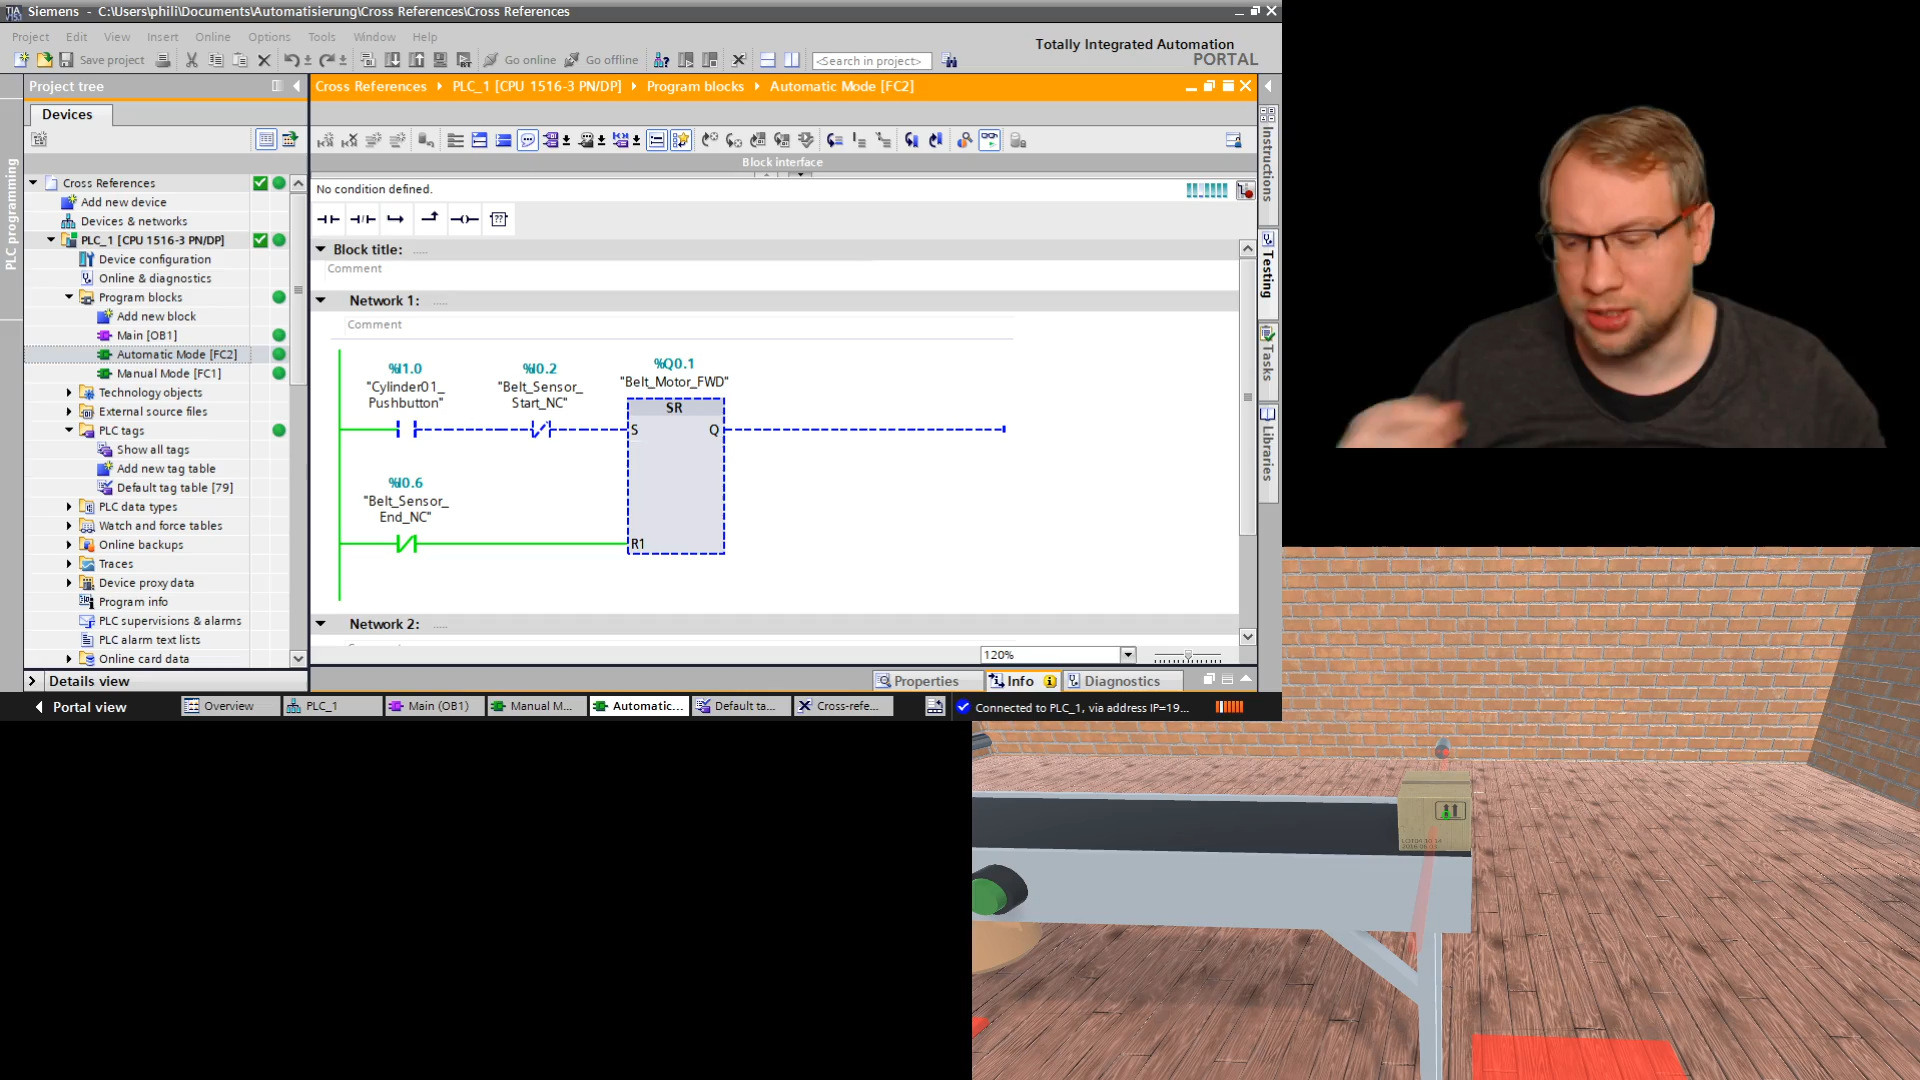 Siemens - C:\Users\phili\Documents\Automatisierung\Cross References\Cross References
Project Edit View Insert Online Options Tools Window Help
Totally Integrated Automation
PORTAL
Save project
Go online
Go offline
<Search in project>
Project tree
Cross References
PLC_1 [CPU 1516-3 PN/DP]
Program blocks
Automatic Mode [FC2]
Devices
Block interface
No condition defined.
PLC programming
Cross References
Add new device
Devices & networks
PLC_1 [CPU 1516-3 PN/DP]
Device configuration
Online & diagnostics
Program blocks
Add new block
Main [OB1]
Automatic Mode [FC2]
Manual Mode [FC1]
Technology objects
External source files
PLC tags
Show all tags
Add new tag table
Default tag table [79]
PLC data types
Watch and force tables
Online backups
Traces
Device proxy data
Program info
PLC supervisions & alarms
PLC alarm text lists
Online card data
Details view
??
Block title: .....
Comment
Network 1: .....
Comment
%I1.0
"Cylinder01_
Pushbutton"
%I0.2
"Belt_Sensor_
Start_NC"
%Q0.1
"Belt_Motor_FWD"
SR
S
Q
%I0.6
"Belt_Sensor_
End_NC"
R1
Network 2: .....
120%
Instructions
Testing
Tasks
Libraries
Properties
Info
Diagnostics
Portal view
Overview
PLC_1
Main (OB1)
Manual M...
Automatic...
Default ta...
Cross-refe...
Connected to PLC_1, via address IP=19...